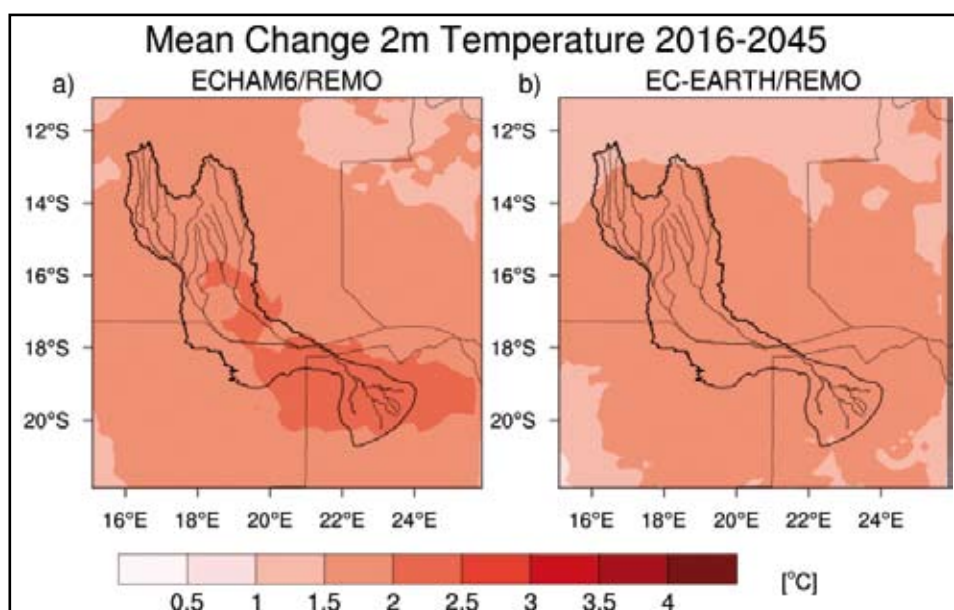 Mean Change 2m Temperature 2016-2045
a) ECHAM6/REMO
b) EC-EARTH/REMO
12°S
14°S
16°S
18°S
20°S
12°S
14°S
16°S
18°S
20°S
16°E 18°E 20°E 22°E 24°E
16°E 18°E 20°E 22°E 24°E
0.5 1 1.5 2 2.5 3 3.5 4 [°C]